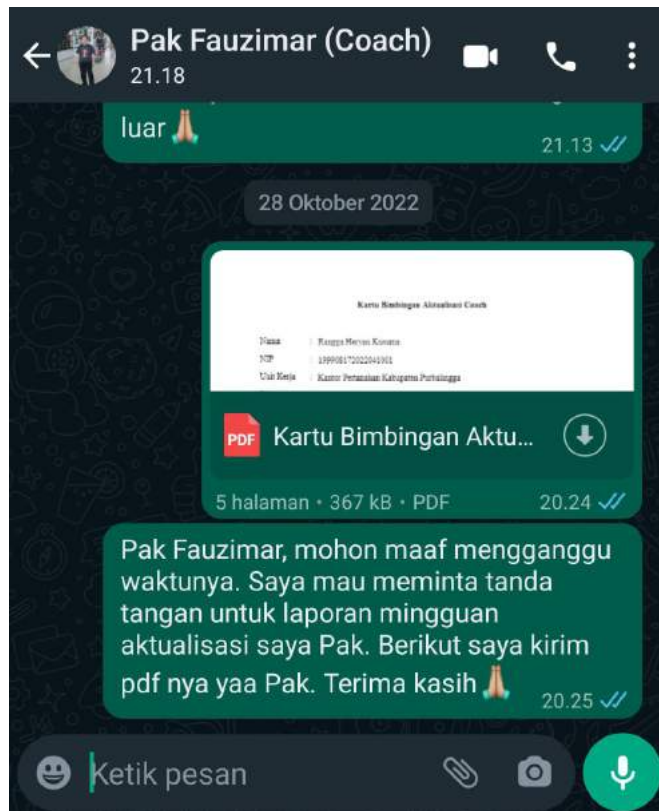 Pak Fauzimar (Coach)
21.18
luar 🙏
21.13
28 Oktober 2022
Kartu Bimbingan Aktualisasi Coach
Nama :
NIP :
Unit Kerja : Kantor Pertanahan Kabupaten Purbalingga
PDF Kartu Bimbingan Aktu...
5 halaman • 367 kB • PDF 20.24
Pak Fauzimar, mohon maaf mengganggu
waktunya. Saya mau meminta tanda
tangan untuk laporan mingguan
aktualisasi saya Pak. Berikut saya kirim
pdf nya yaa Pak. Terima kasih 🙏
20.25
Ketik pesan